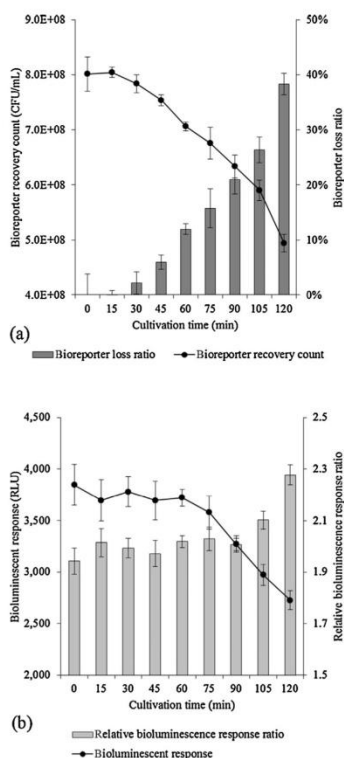 9.0E+08
8.0E+08
7.0E+08
6.0E+08
5.0E+08
4.0E+08
Bioreporter recovery count (CFU/mL)
50%
40%
30%
20%
10%
0%
Bioreporter loss ratio
0 15 30 45 60 75 90 105 120
Cultivation time (min)
(a)
Bioreporter loss ratio Bioreporter recovery count
4,500
4,000
3,500
3,000
2,500
2,000
Bioluminescent response (RLU)
2.5
2.3
2.1
1.9
1.7
1.5
Relative bioluminescence response ratio
0 15 30 45 60 75 90 105 120
Cultivation time (min)
(b)
Relative bioluminescence response ratio
Bioluminescent response